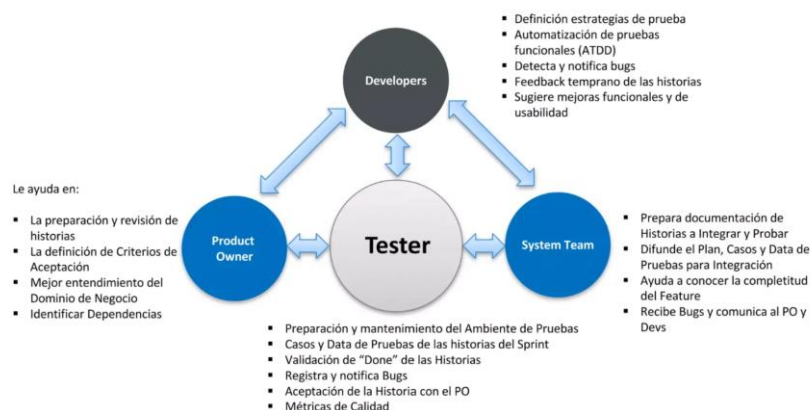 Developers
▪ Definición estrategias de prueba
▪ Automatización de pruebas
funcionales (ATDD)
▪ Detecta y notifica bugs
▪ Feedback temprano de las historias
▪ Sugiere mejoras funcionales y de
usabilidad
Le ayuda en:
▪ La preparación y revisión de
historias
▪ La definición de Criterios de
Aceptación
▪ Mejor entendimiento del
Dominio de Negocio
▪ Identificar Dependencias
Product
Owner
Tester
System Team
▪ Prepara documentación de
Historias a Integrar y Probar
▪ Difunde el Plan, Casos y Data de
Pruebas para Integración
▪ Ayuda a conocer la completitud
del Feature
▪ Recibe Bugs y comunica al PO y
Devs
▪ Preparación y mantenimiento del Ambiente de Pruebas
▪ Casos y Data de Pruebas de las historias del Sprint
▪ Validación de “Done” de las Historias
▪ Registra y notifica Bugs
▪ Aceptación de la Historia con el PO
▪ Métricas de Calidad